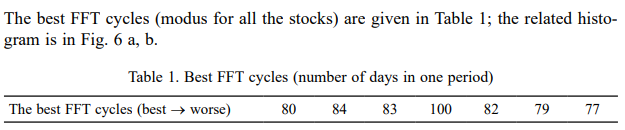 The best FFT cycles (modus for all the stocks) are given in Table 1; the related histo-
gram is in Fig. 6 a, b.
Table 1. Best FFT cycles (number of days in one period)
The best FFT cycles (best → worse) 80 84 83 100 82 79 77